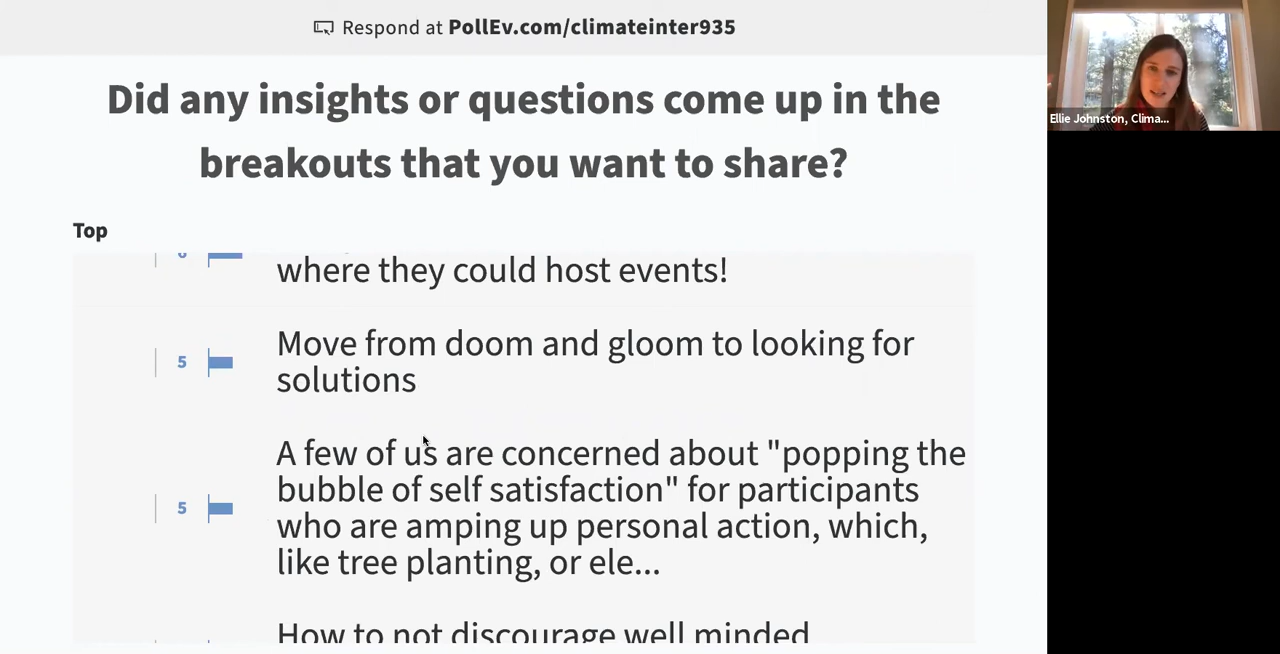 Respond at PollEv.com/climateinter935
Did any insights or questions come up in the
breakouts that you want to share?
Top
6
where they could host events!
5
Move from doom and gloom to looking for
solutions
5
A few of us are concerned about "popping the
bubble of self satisfaction" for participants
who are amping up personal action, which,
like tree planting, or ele...
How to not discourage well minded
Ellie Johnston, Clima...